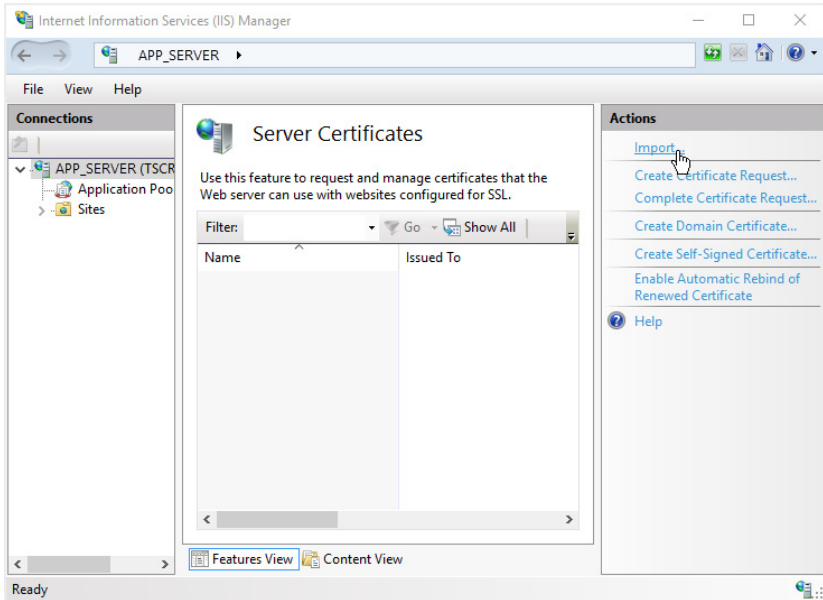 Internet Information Services (IIS) Manager
APP_SERVER
File View Help
Connections
APP_SERVER (TSCR
Application Poo
Sites
Server Certificates
Use this feature to request and manage certificates that the
Web server can use with websites configured for SSL.
Filter: Go Show All
Name Issued To
Features View Content View
Actions
Import...
Create Certificate Request...
Complete Certificate Request...
Create Domain Certificate...
Create Self-Signed Certificate...
Enable Automatic Rebind of
Renewed Certificate
Help
Ready